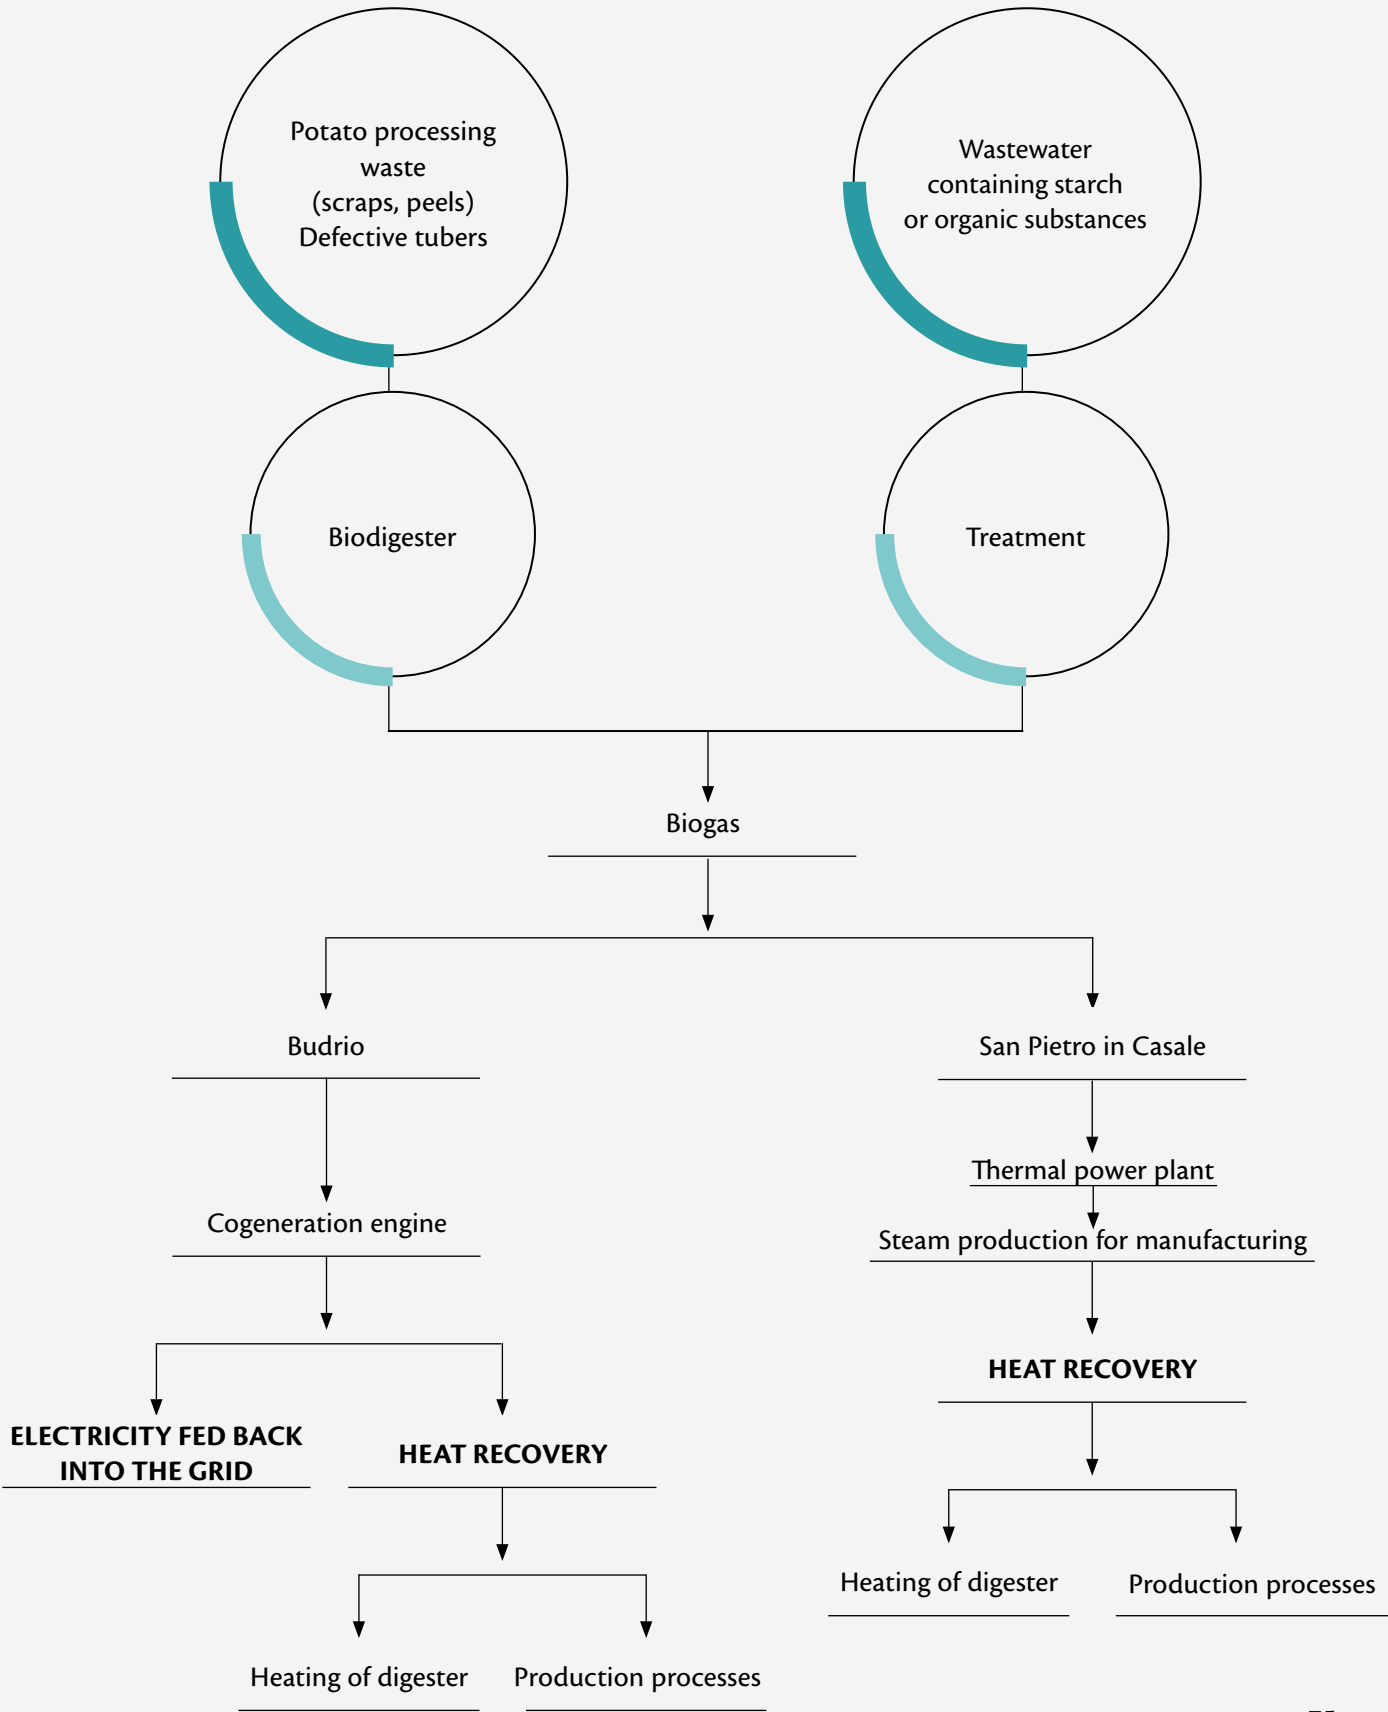 Potato processing
waste
(scraps, peels)
Defective tubers
Wastewater
containing starch
or organic substances
Biodigester
Treatment
Biogas
Budrio
San Pietro in Casale
Thermal power plant
Cogeneration engine
Steam production for manufacturing
HEAT RECOVERY
ELECTRICITY FED BACK
INTO THE GRID
HEAT RECOVERY
Heating of digester
Production processes
Heating of digester
Production processes